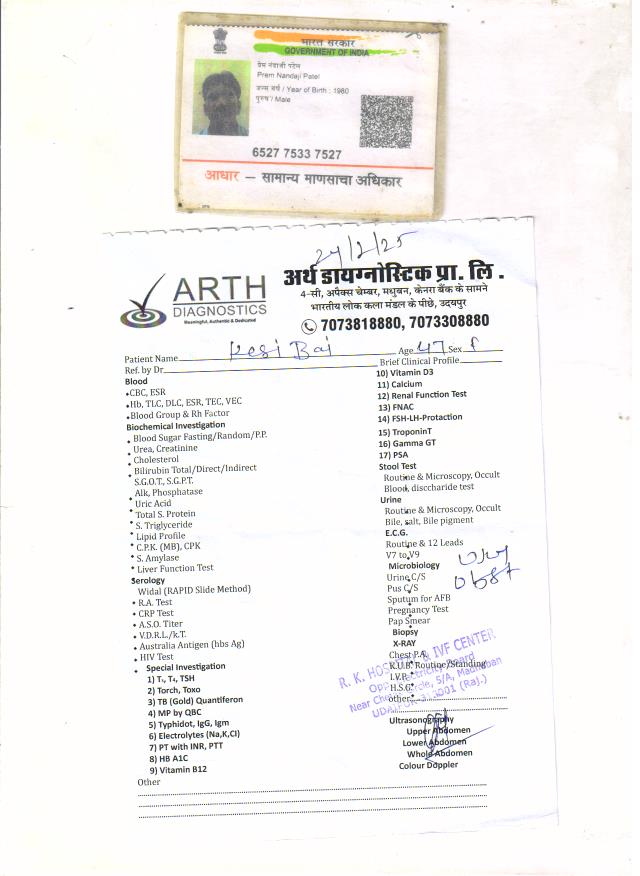 भारत सरकार
GOVERNMENT OF INDIA
प्रेम नंदाजी पटेल
Prem Nandaji Patel
जन्म वर्ष / Year of Birth : 1980
पुरुष / Male
6527 7533 7527
आधार – सामान्य माणसाचा अधिकार
24/2/25
ARTH
DIAGNOSTICS
Meaningful, Authentic & Dedicated
अर्थ डायग्नोस्टिक प्रा. लि .
4-सी, अपैक्स चेम्बर, मधुबन, केनरा बैंक के सामने
भारतीय लोक कला मंडल के पीछे, उदयपुर
7073818880, 7073308880
Patient Name Kesi Bai Age 47 Sex f
Ref. by Dr
Blood
CBC, ESR
Hb, TLC, DLC, ESR, TEC, VEC
Blood Group & Rh Factor
Biochemical Investigation
Blood Sugar Fasting/Random/P.P.
Urea, Creatinine
Cholesterol
Bilirubin Total/Direct/Indirect
S.G.O.T., S.G.P.T.
Alk, Phosphatase
Uric Acid
Total S. Protein
S. Triglyceride
Lipid Profile
C.P.K. (MB), CPK
S. Amylase
Liver Function Test
Serology
Widal (RAPID Slide Method)
R.A. Test
CRP Test
A.S.O. Titer
V.D.R.L./k.T.
Australia Antigen (hbs Ag)
HIV Test
Special Investigation
1) T₃, T₄, TSH
2) Torch, Toxo
3) TB (Gold) Quantiferon
4) MP by QBC
5) Typhidot, IgG, Igm
6) Electrolytes (Na,K,Cl)
7) PT with INR, PTT
8) HB A1C
9) Vitamin B12
Other
Brief Clinical Profile
10) Vitamin D3
11) Calcium
12) Renal Function Test
13) FNAC
14) FSH-LH-Protaction
15) TroponinT
16) Gamma GT
17) PSA
Stool Test
Routine & Microscopy, Occult
Blood, disccharide test
Urine
Routine & Microscopy, Occult
Bile, salt, Bile pigment
E.C.G.
Routine & 12 Leads
V7 to V9
Microbiology
Urine C/S
Pus C/S
Sputum for AFB
Pregnancy Test
Pap Smear
Biopsy
X-RAY
Chest P.A.
K.U.B. Routine/Standing
I.V.P.
H.S.G.
other
R. K. HOSPITAL & IVF CENTER
Opp. Electricity Board
Near Chetak Circle, 5/A, Madhuban
UDAIPUR-313001 (Raj.)
Ultrasonography
Upper Abdomen
Lower Abdomen
Whole Abdomen
Colour Doppler